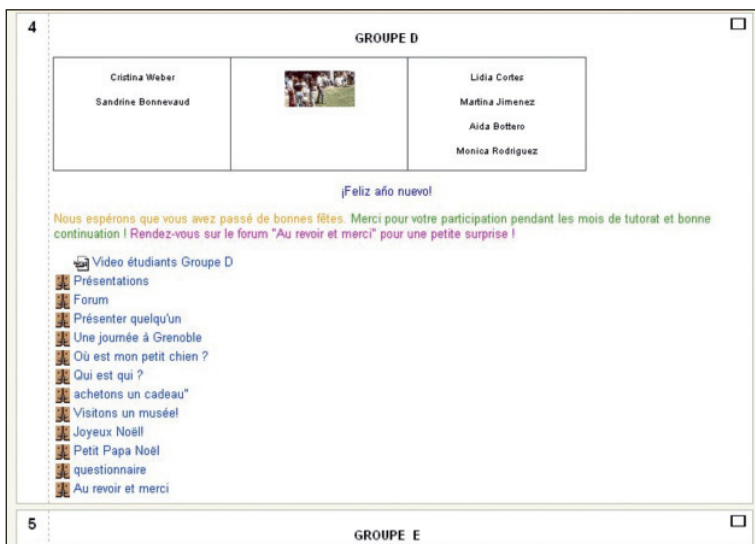 4
GROUPE D
Cristina Weber
Sandrine Bonnevaud
Lidia Cortes
Martina Jimenez
Aida Bottero
Monica Rodriguez
¡Feliz año nuevo!
Nous espérons que vous avez passé de bonnes fêtes. Merci pour votre participation pendant les mois de tutorat et bonne
continuation ! Rendez-vous sur le forum "Au revoir et merci" pour une petite surprise !
Video étudiants Groupe D
Présentations
Forum
Présenter quelqu'un
Une journée à Grenoble
Où est mon petit chien ?
Qui est qui ?
achetons un cadeau"
Visitons un musée!
Joyeux Noël!
Petit Papa Noël
questionnaire
Au revoir et merci
5
GROUPE E